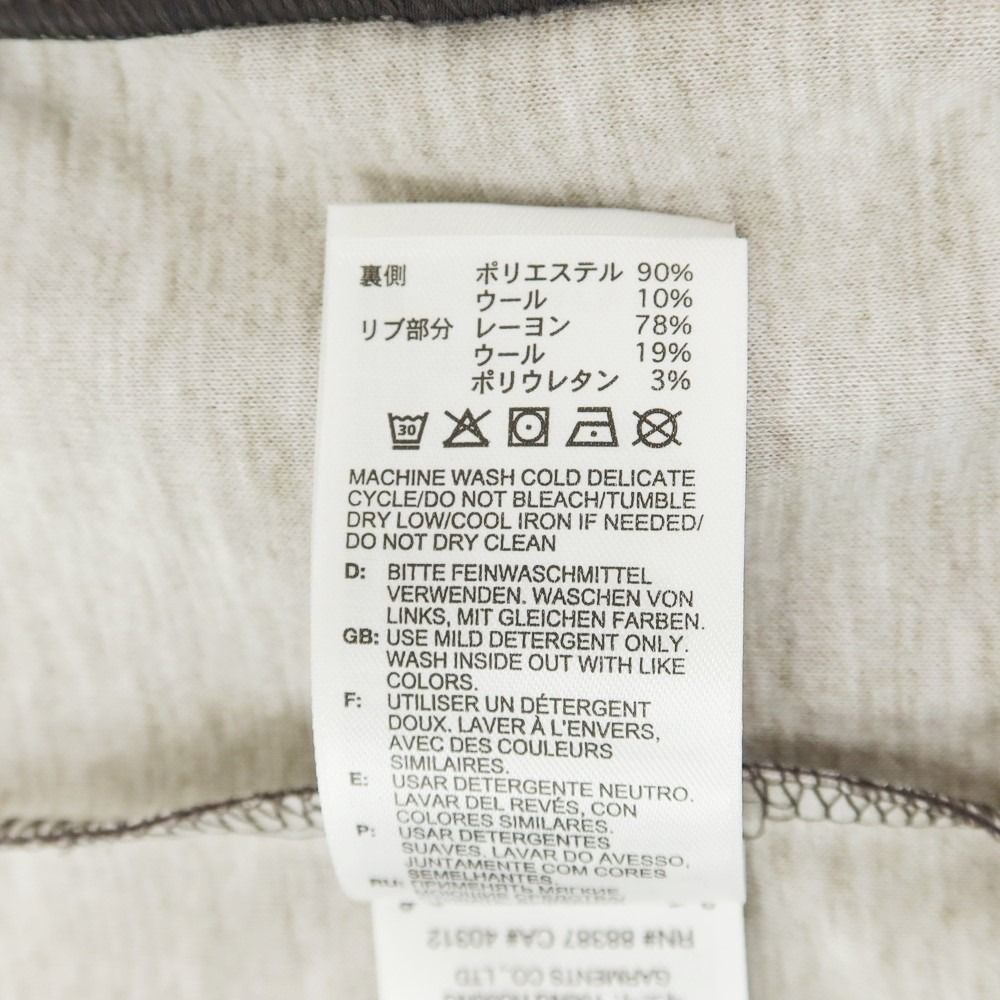 裏側 ポリエステル 90%
ウール 10%
リブ部分 レーヨン 78%
ウール 19%
ポリウレタン 3%
30
MACHINE WASH COLD DELICATE
CYCLE/DO NOT BLEACH/TUMBLE
DRY LOW/COOL IRON IF NEEDED/
DO NOT DRY CLEAN
D: BITTE FEINWASCHMITTEL
VERWENDEN. WASCHEN VON
LINKS, MIT GLEICHEN FARBEN.
GB: USE MILD DETERGENT ONLY.
WASH INSIDE OUT WITH LIKE
COLORS.
F: UTILISER UN DÉTERGENT
DOUX. LAVER À L'ENVERS,
AVEC DES COULEURS
SIMILAIRES.
E: USAR DETERGENTE NEUTRO.
LAVAR DEL REVÉS, CON
COLORES SIMILARES.
P: USAR DETERGENTES
SUAVES. LAVAR DO AVESSO,
JUNTAMENTE COM CORES
SEMELHANTES.
RU: ПРИМЕНЯТЬ МЯГКИЕ
МОЮЩИЕ СРЕДСТВА/
RN# 88387 CA# 40312
GARMENTS CO., LTD